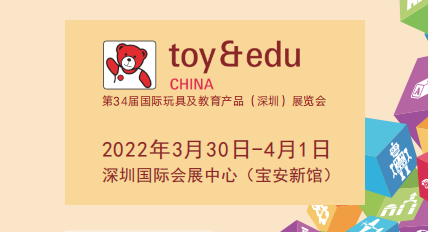 toy&edu
CHINA
第34届国际玩具及教育产品（深圳）展览会
2022年3月30日-4月1日
深圳国际会展中心（宝安新馆）